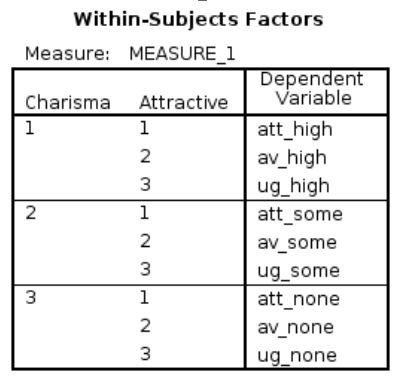 Within-Subjects Factors
Measure: MEASURE_1
Charisma Attractive Dependent Variable
1 1 att_high
2 av_high
3 ug_high
2 1 att_some
2 av_some
3 ug_some
3 1 att_none
2 av_none
3 ug_none